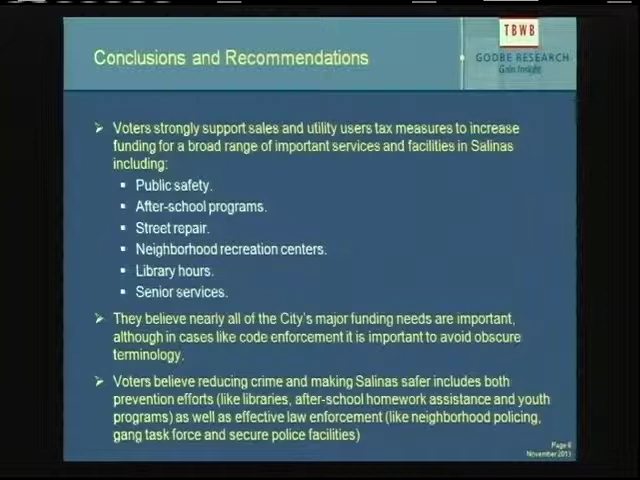 TBWB
Conclusions and Recommendations
GODBE RESEARCH
Gain Insight
➢ Voters strongly support sales and utility users tax measures to increase
funding for a broad range of important services and facilities in Salinas
including:
▪ Public safety.
▪ After-school programs.
▪ Street repair.
▪ Neighborhood recreation centers.
▪ Library hours.
▪ Senior services.
➢ They believe nearly all of the City's major funding needs are important,
although in cases like code enforcement it is important to avoid obscure
terminology.
➢ Voters believe reducing crime and making Salinas safer includes both
prevention efforts (like libraries, after-school homework assistance and youth
programs) as well as effective law enforcement (like neighborhood policing,
gang task force and secure police facilities)
Page 6
November 2013